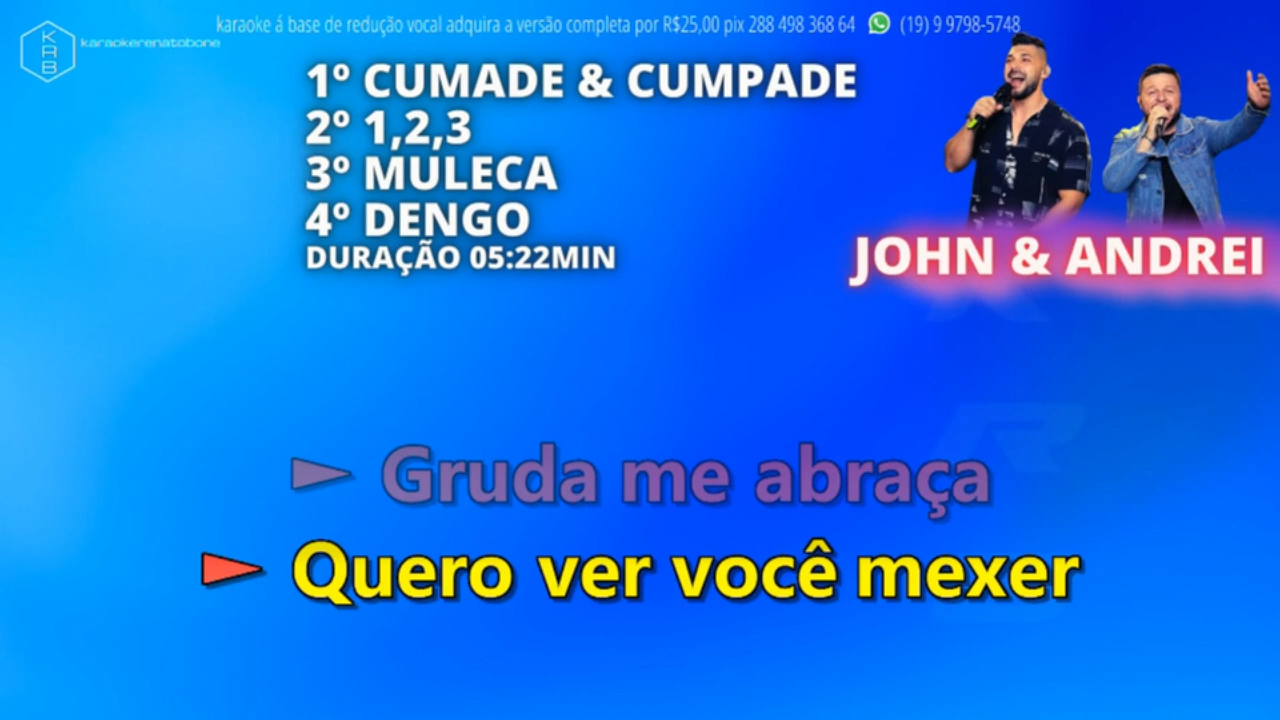 karaoke á base de redução vocal adquira a versão completa por R$25,00 pix 288 498 368 64 (19) 9 9798-5748
KRB
karaokerenatobone
1º CUMADE & CUMPADE
2º 1,2,3
3º MULECA
4º DENGO
DURAÇÃO 05:22MIN
JOHN & ANDREI
Gruda me abraça
Quero ver você mexer